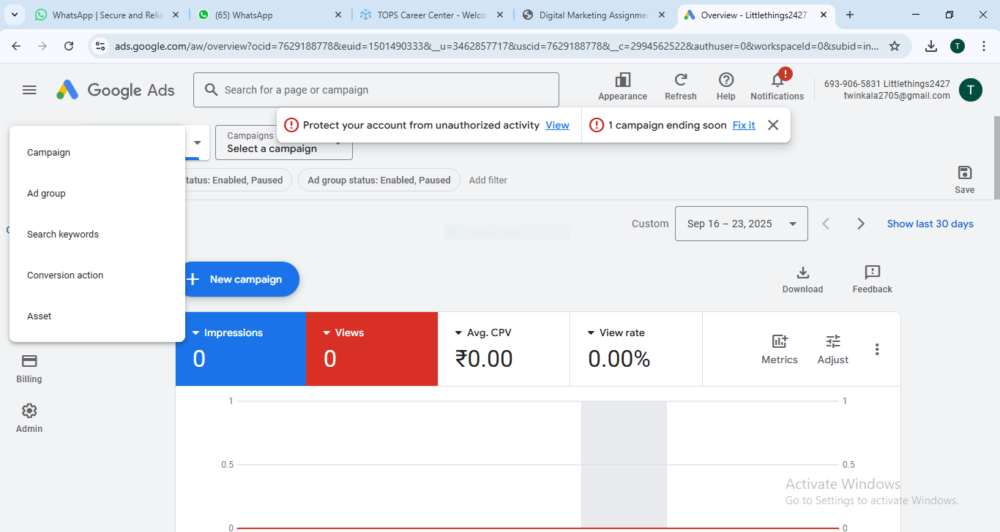 WhatsApp | Secure and Relia
(65) WhatsApp
TOPS Career Center - Welco
Digital Marketing Assignme
Overview - Littlethings2427
ads.google.com/aw/overview?ocid=7629188778&euid=1501490333&__u=3462857717&uscid=7629188778&__c=2994562522&authuser=0&workspaceId=0&subid=in...
T
Google Ads
Search for a page or campaign
Appearance
Refresh
Help
Notifications
693-906-5831 Littlethings2427
twinkala2705@gmail.com
T
Protect your account from unauthorized activity View
1 campaign ending soon Fix it
Campaigns
Select a campaign
Campaign
Ad group
Search keywords
Conversion action
Asset
tatus: Enabled, Paused
Ad group status: Enabled, Paused
Add filter
Save
Custom
Sep 16 – 23, 2025
Show last 30 days
New campaign
Download
Feedback
Impressions
0
Views
0
Avg. CPV
₹0.00
View rate
0.00%
Metrics
Adjust
Billing
Admin
1
1
0.5
0.5
0
0
Activate Windows
Go to Settings to activate Windows.